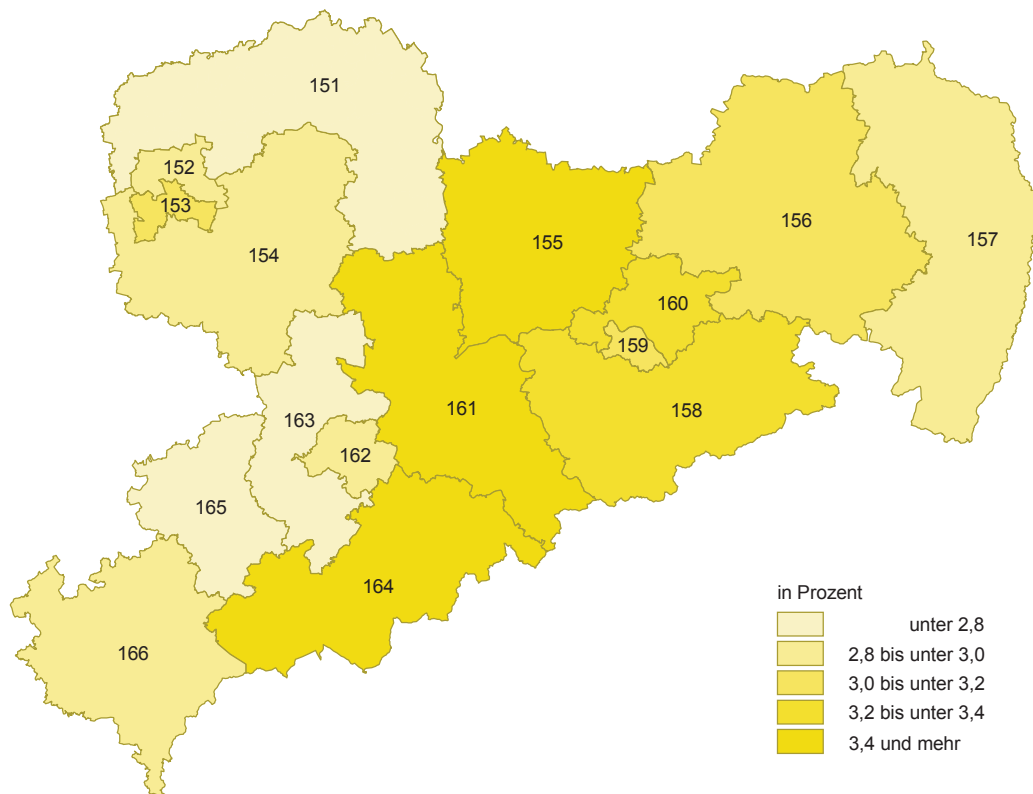 151
152
153
154
155
156
157
160
159
158
161
163
162
165
164
166
in Prozent
unter 2,8
2,8 bis unter 3,0
3,0 bis unter 3,2
3,2 bis unter 3,4
3,4 und mehr